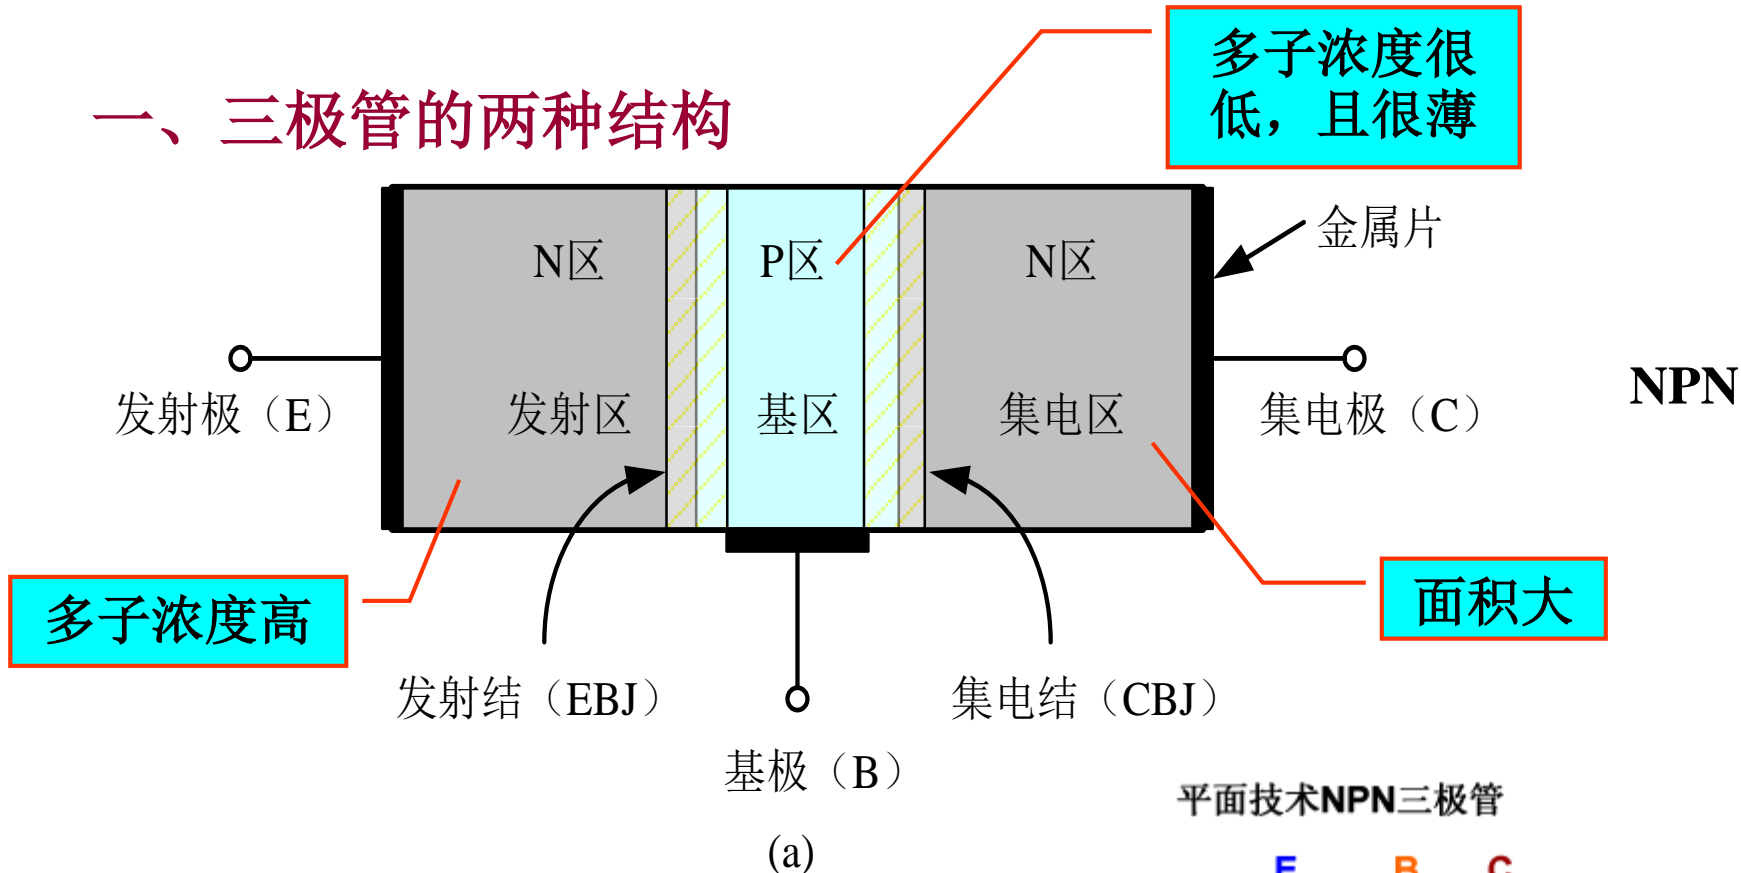 多子浓度很
低，且很薄
一、三极管的两种结构
金属片
N区
P区
N区
NPN
发射极（E）
发射区
基区
集电区
集电极（C）
多子浓度高
面积大
发射结（EBJ）
集电结（CBJ）
基极（B）
平面技术NPN三极管
(a)
E B C